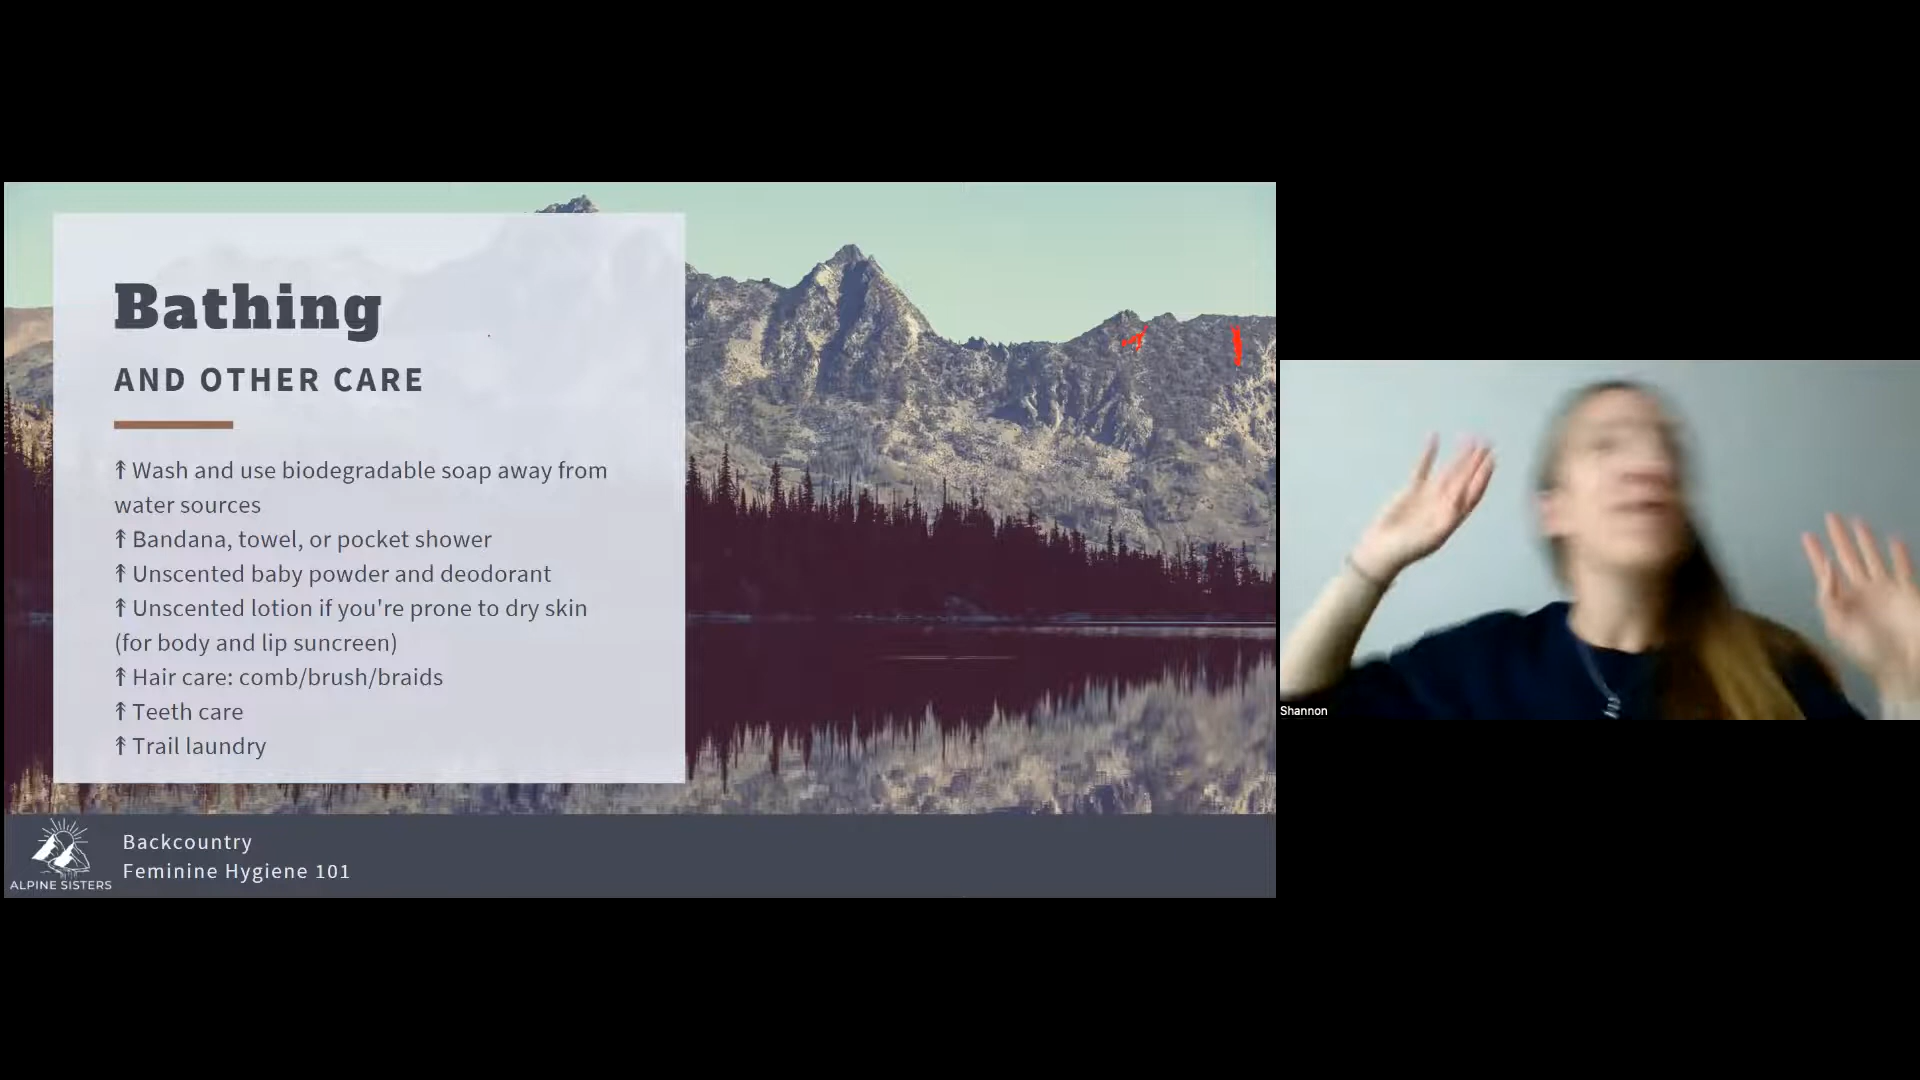 Bathing
AND OTHER CARE
Wash and use biodegradable soap away from
water sources
Bandana, towel, or pocket shower
Unscented baby powder and deodorant
Unscented lotion if you're prone to dry skin
(for body and lip suncreen)
Hair care: comb/brush/braids
Teeth care
Trail laundry
ALPINE SISTERS
Backcountry
Feminine Hygiene 101
Shannon